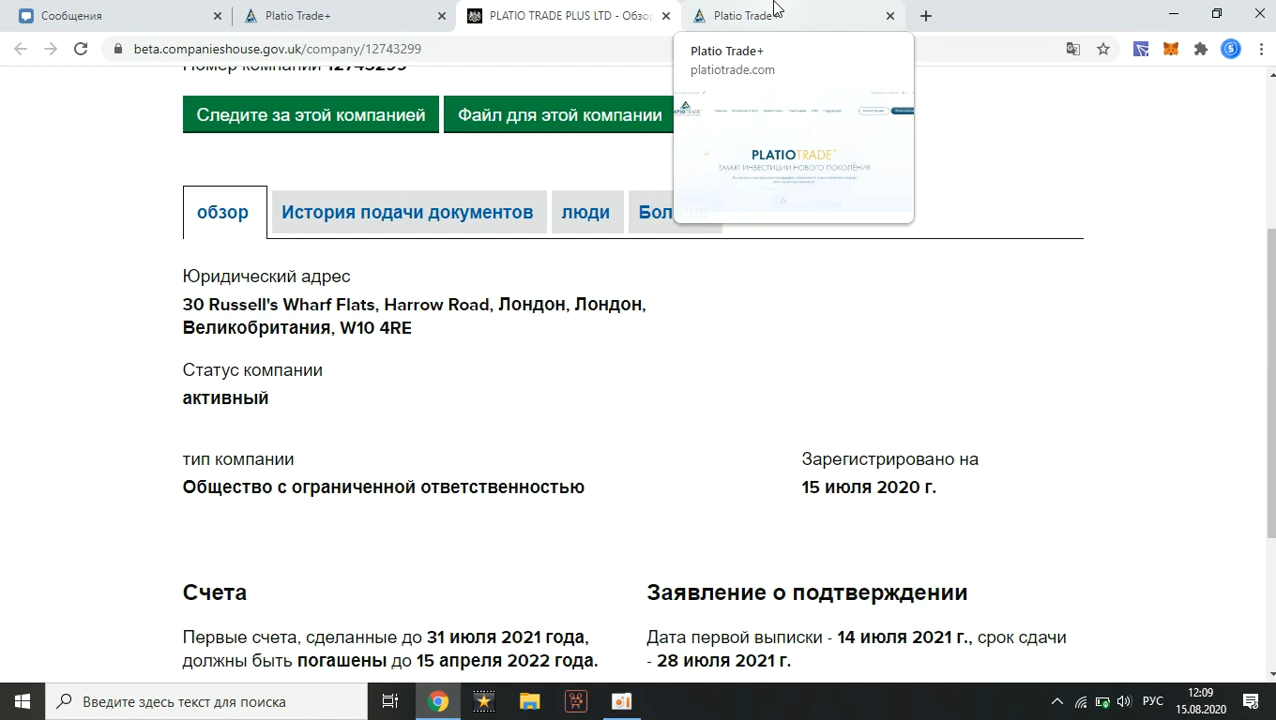 Сообщения
Platio Trade+
PLATIO TRADE PLUS LTD - Обзо
Platio Trade+
beta.companieshouse.gov.uk/company/12743299
Номер компании 12743299
Platio Trade+
platiotrade.com
PLATIOTRADE
SMART ИНВЕСТИЦИИ НОВОГО ПОКОЛЕНИЯ
Следите за этой компанией
Файл для этой компании
обзор
История подачи документов
люди
Больше
Юридический адрес
30 Russell's Wharf Flats, Harrow Road, Лондон, Лондон,
Великобритания, W10 4RE
Статус компании
активный
тип компании
Общество с ограниченной ответственностью
Зарегистрировано на
15 июля 2020 г.
Счета
Первые счета, сделанные до 31 июля 2021 года,
должны быть погашены до 15 апреля 2022 года.
Заявление о подтверждении
Дата первой выписки - 14 июля 2021 г., срок сдачи
- 28 июля 2021 г.
Введите здесь текст для поиска
РУС
12:09
15.08.2020